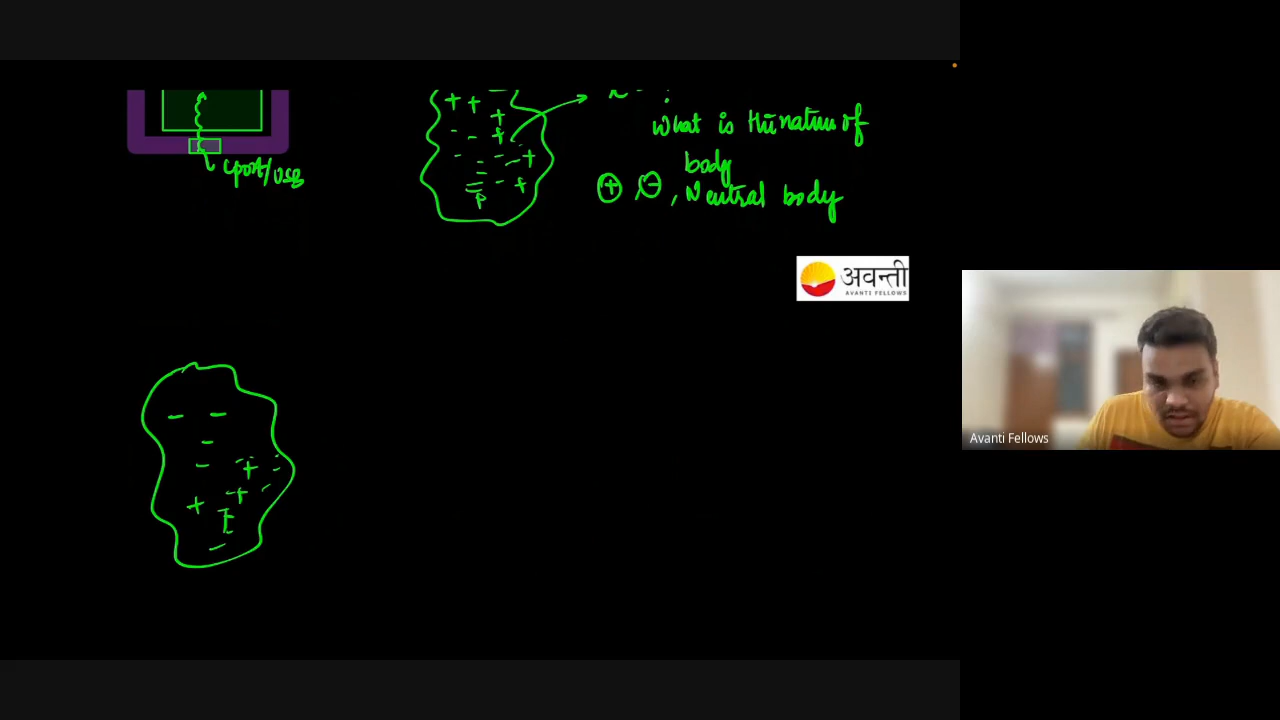 What is the nature of
body
+ , - , Neutral body
c port/USB
अवन्ती
AVANTI FELLOWS
Avanti Fellows